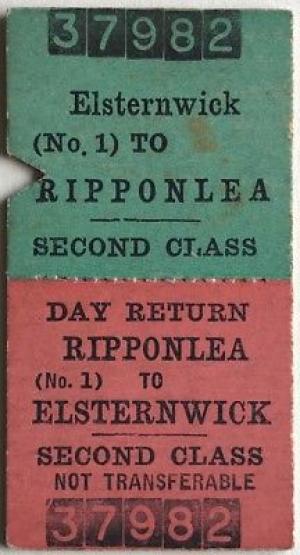 37982
Elsternwick
(No. 1) TO
RIPPONLEA
SECOND CLASS
DAY RETURN
RIPPONLEA
(No. 1) TO
ELSTERNWICK
SECOND CLASS
NOT TRANSFERABLE
37982